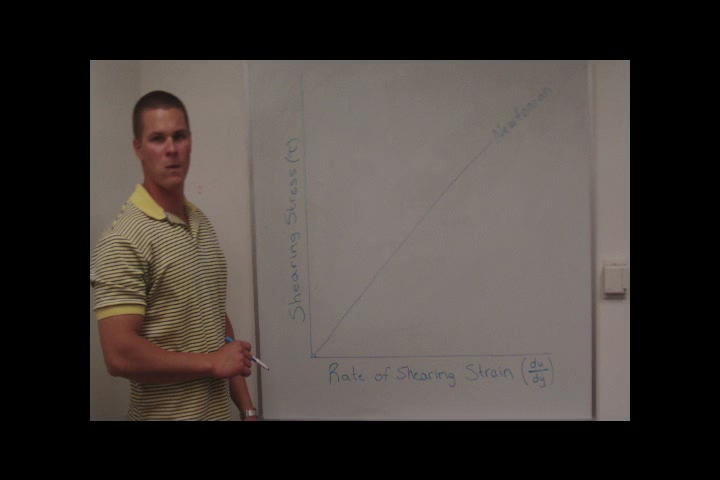 Newtonian
Shearing Stress (τ)
Rate of Shearing Strain (du/dy)